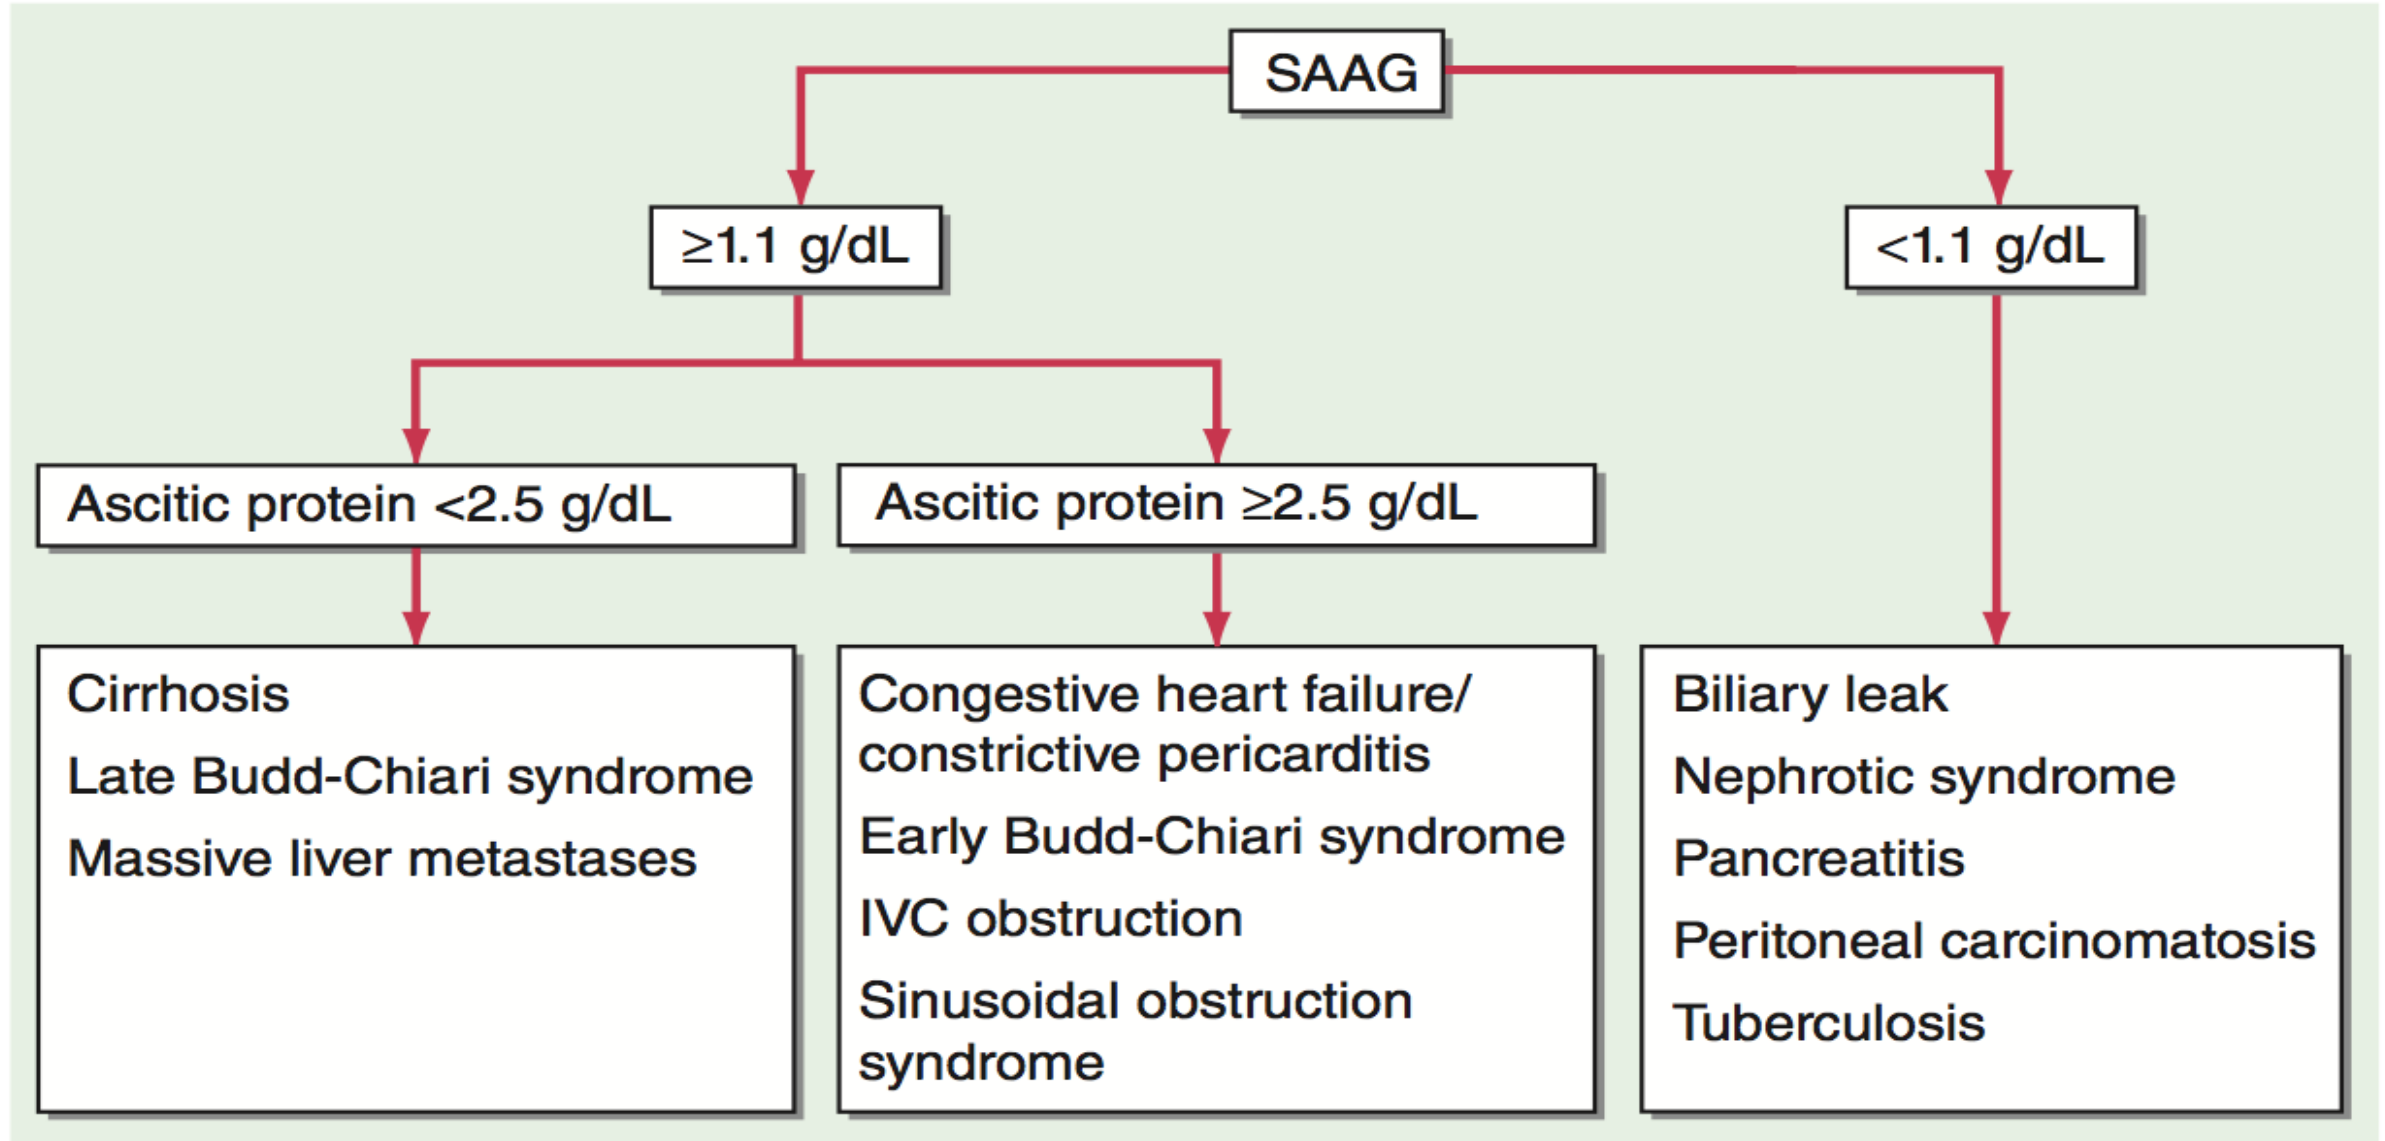 SAAG
≥1.1 g/dL
<1.1 g/dL
Ascitic protein <2.5 g/dL
Ascitic protein ≥2.5 g/dL
Cirrhosis
Late Budd-Chiari syndrome
Massive liver metastases
Congestive heart failure/
constrictive pericarditis
Early Budd-Chiari syndrome
IVC obstruction
Sinusoidal obstruction
syndrome
Biliary leak
Nephrotic syndrome
Pancreatitis
Peritoneal carcinomatosis
Tuberculosis